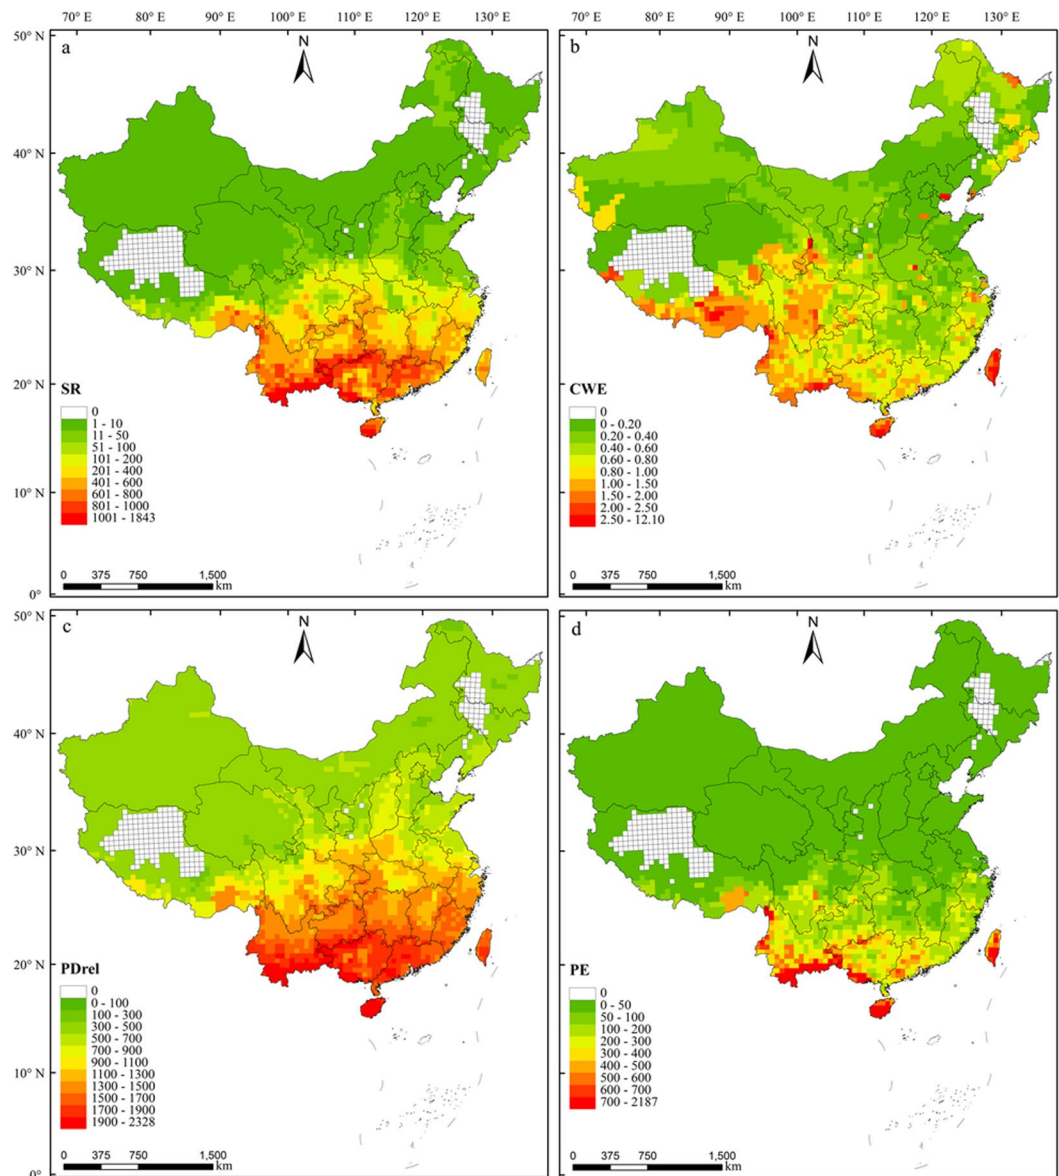 70° E 80° E 90° E 100° E 110° E 120° E 130° E
70° E 80° E 90° E 100° E 110° E 120° E 130° E
50° N
40° N
30° N
20° N
10° N
0°
a
N
SR
0
1 - 10
11 - 50
51 - 100
101 - 200
201 - 400
401 - 600
601 - 800
801 - 1000
1001 - 1843
0 375 750 1,500
km
b
N
CWE
0
0 - 0.20
0.20 - 0.40
0.40 - 0.60
0.60 - 0.80
0.80 - 1.00
1.00 - 1.50
1.50 - 2.00
2.00 - 2.50
2.50 - 12.10
0 375 750 1,500
km
50° N
40° N
30° N
20° N
10° N
0°
c
N
PDrel
0
0 - 100
100 - 300
300 - 500
500 - 700
700 - 900
900 - 1100
1100 - 1300
1300 - 1500
1500 - 1700
1700 - 1900
1900 - 2328
0 375 750 1,500
km
d
N
PE
0
0 - 50
50 - 100
100 - 200
200 - 300
300 - 400
400 - 500
500 - 600
600 - 700
700 - 2187
0 375 750 1,500
km